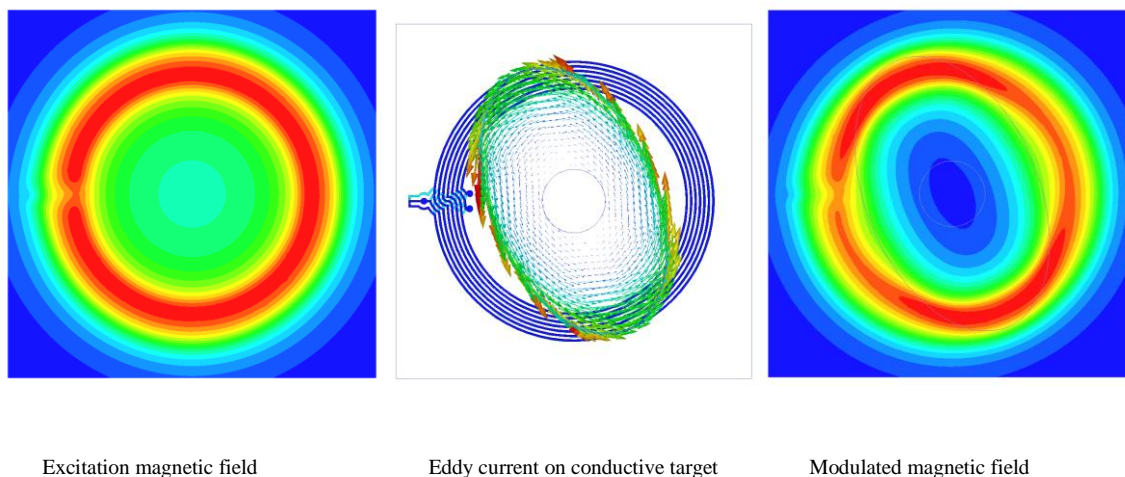 Excitation magnetic field
Eddy current on conductive target
Modulated magnetic field